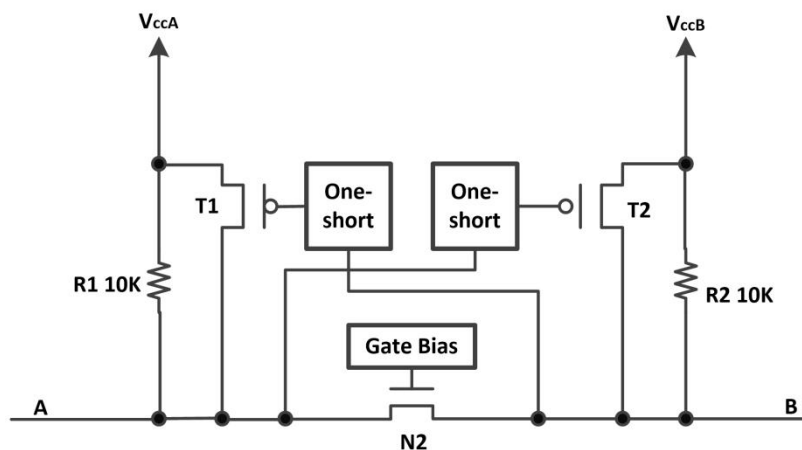 VccA
VccB
One-
short
One-
short
T1
T2
R1 10K
R2 10K
Gate Bias
A
B
N2